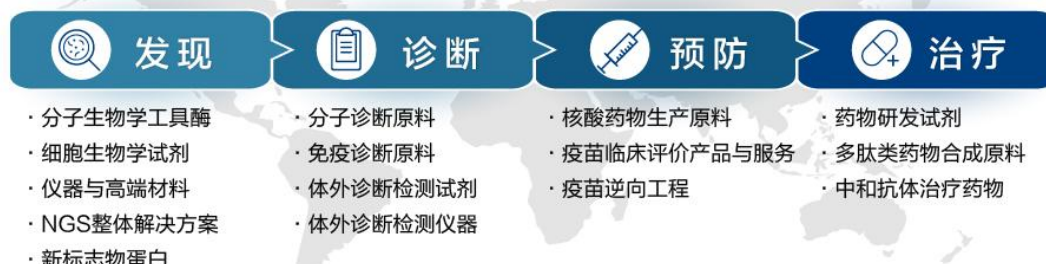 发现
· 分子生物学工具酶
· 细胞生物学试剂
· 仪器与高端材料
· NGS整体解决方案
· 新标志物蛋白
诊断
· 分子诊断原料
· 免疫诊断原料
· 体外诊断检测试剂
· 体外诊断检测仪器
预防
· 核酸药物生产原料
· 疫苗临床评价产品与服务
· 疫苗逆向工程
治疗
· 药物研发试剂
· 多肽类药物合成原料
· 中和抗体治疗药物